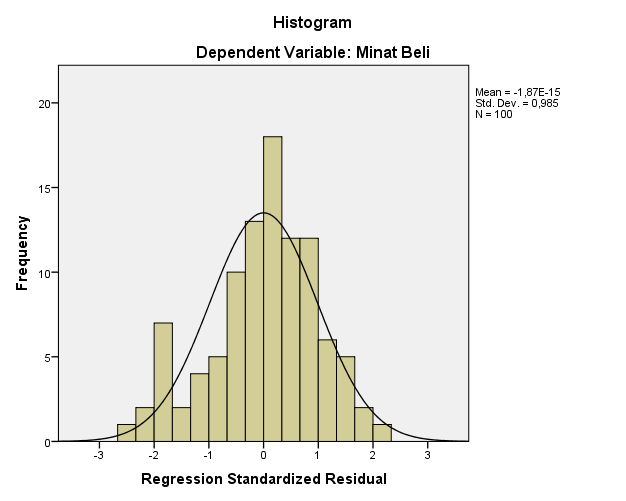 Histogram
Dependent Variable: Minat Beli
Mean = -1,87E-15
Std. Dev. = 0,985
N = 100
Frequency
20
15
10
5
0
-3 -2 -1 0 1 2 3
Regression Standardized Residual